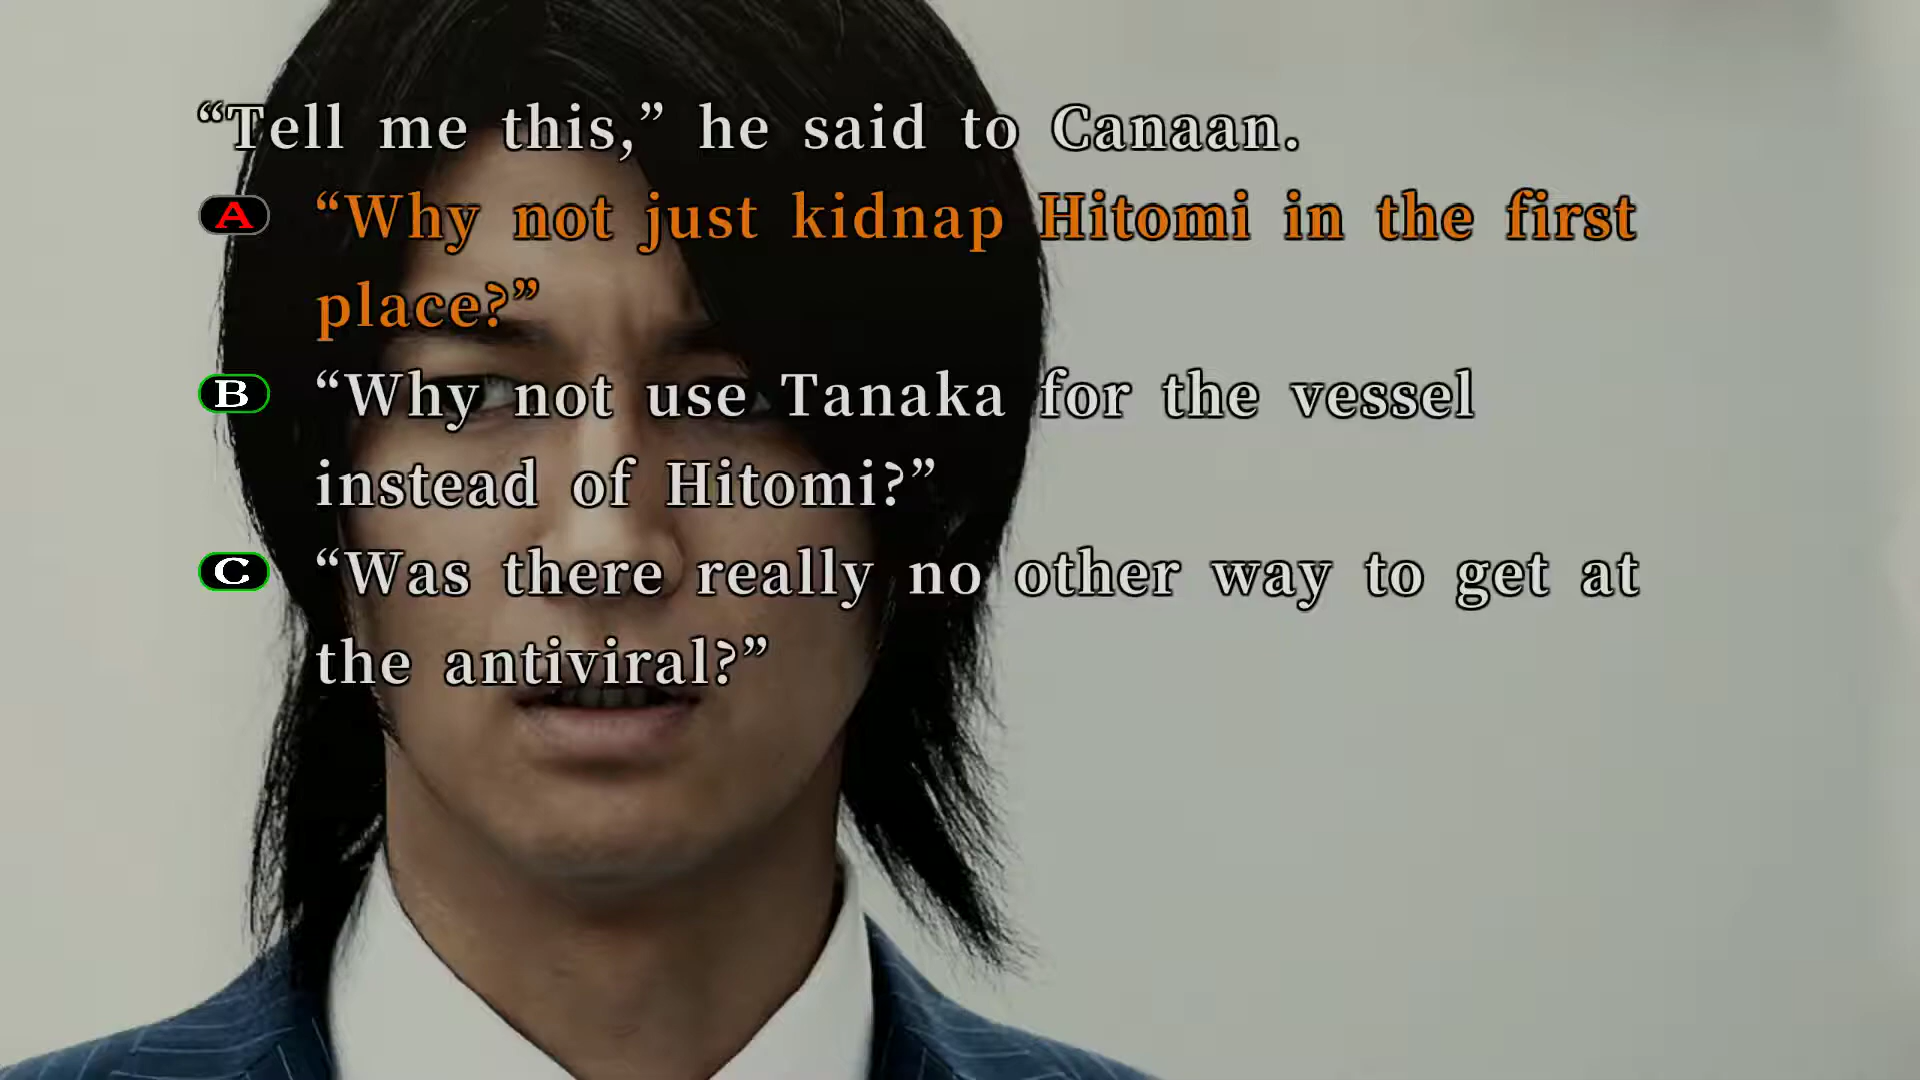 “Tell me this,” he said to Canaan.
A “Why not just kidnap Hitomi in the first
place?”
B “Why not use Tanaka for the vessel
instead of Hitomi?”
C “Was there really no other way to get at
the antiviral?”